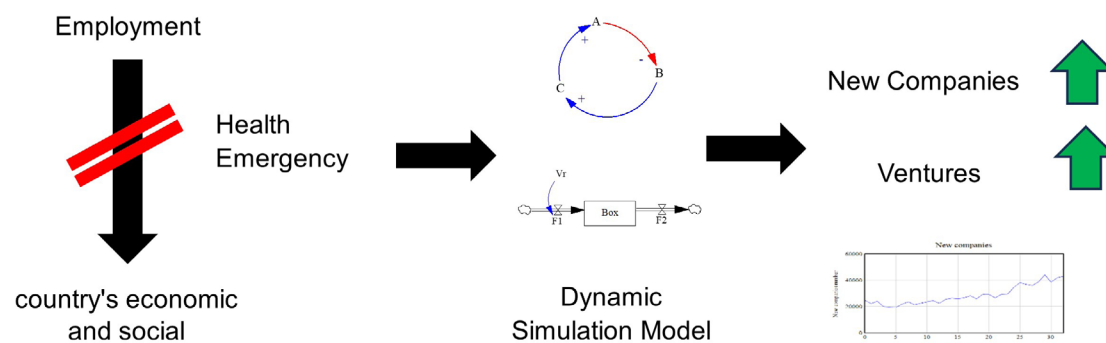 Employment
Health
Emergency
country's economic
and social
A
+
-
B
C
+
Vr
F1
Box
F2
Dynamic
Simulation Model
New Companies
Ventures
New companies
60000
40000
20000
0
0 5 10 15 20 25 30